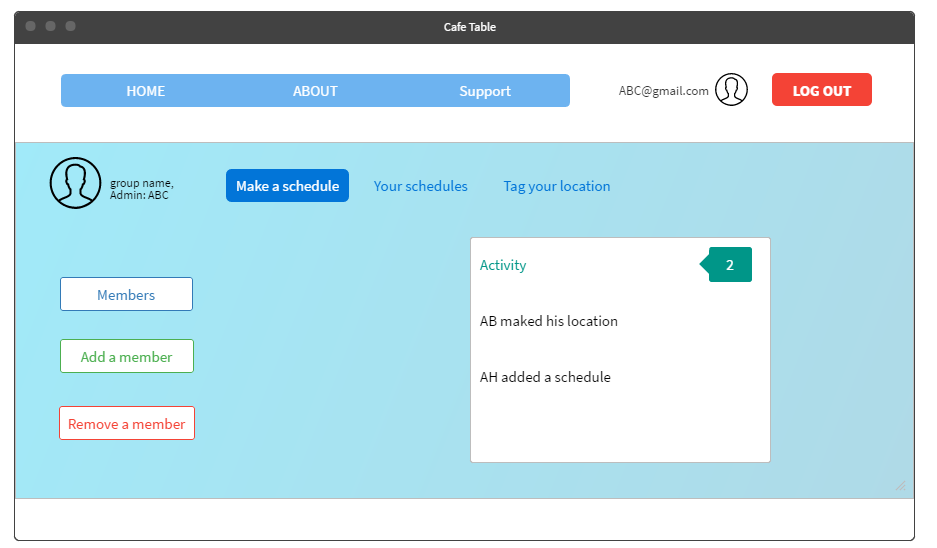 Cafe Table
HOME ABOUT Support
ABC@gmail.com
LOG OUT
group name,
Admin: ABC
Make a schedule Your schedules Tag your location
Activity 2
AB maked his location
AH added a schedule
Members
Add a member
Remove a member